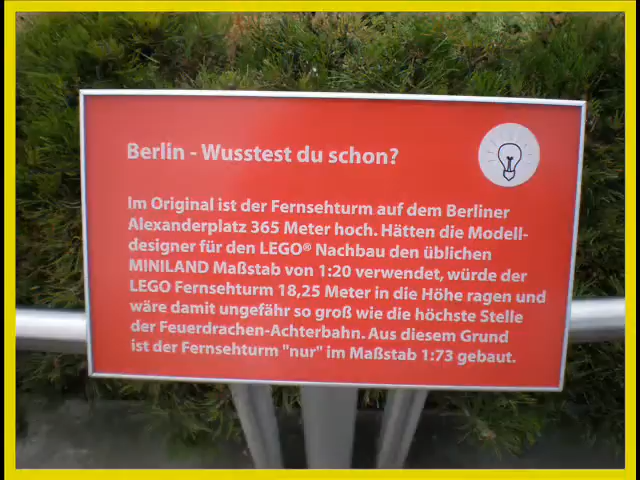 Berlin - Wusstest du schon?
Im Original ist der Fernsehturm auf dem Berliner
Alexanderplatz 365 Meter hoch. Hätten die Modell-
designer für den LEGO® Nachbau den üblichen
MINILAND Maßstab von 1:20 verwendet, würde der
LEGO Fernsehturm 18,25 Meter in die Höhe ragen und
wäre damit ungefähr so groß wie die höchste Stelle
der Feuerdrachen-Achterbahn. Aus diesem Grund
ist der Fernsehturm "nur" im Maßstab 1:73 gebaut.